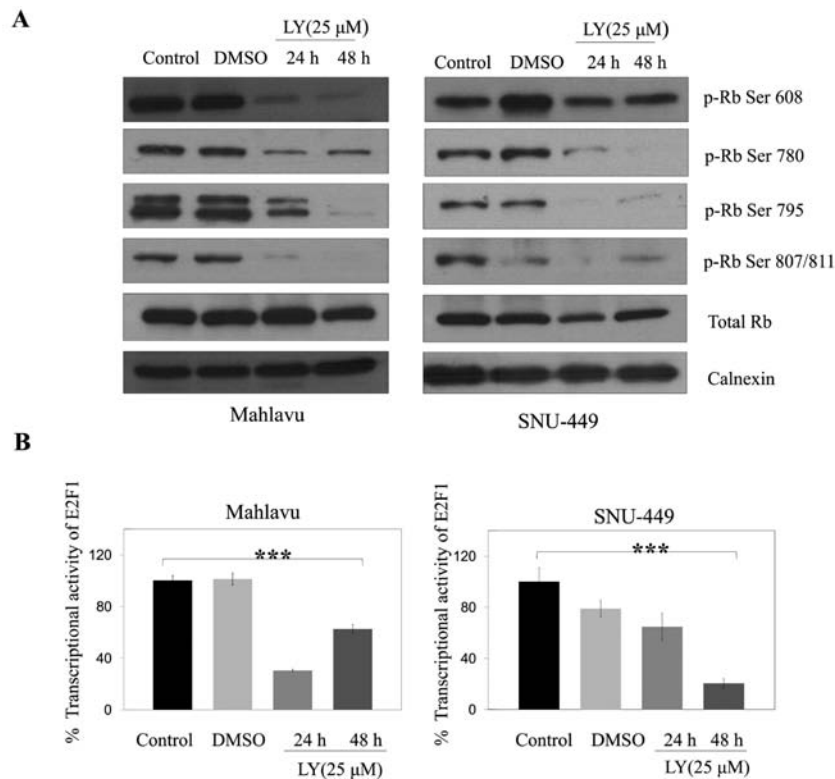 A
LY(25 μM) LY(25 μM)
Control DMSO 24 h 48 h Control DMSO 24 h 48 h
p-Rb Ser 608
p-Rb Ser 780
p-Rb Ser 795
p-Rb Ser 807/811
Total Rb
Calnexin
Mahlavu SNU-449
B
% Transcriptional activity of E2F1
Mahlavu
***
120
80
40
0
Control DMSO 24 h 48 h
LY(25 μM)
% Transcriptional activity of E2F1
SNU-449
***
120
80
40
0
Control DMSO 24 h 48 h
LY(25 μM)